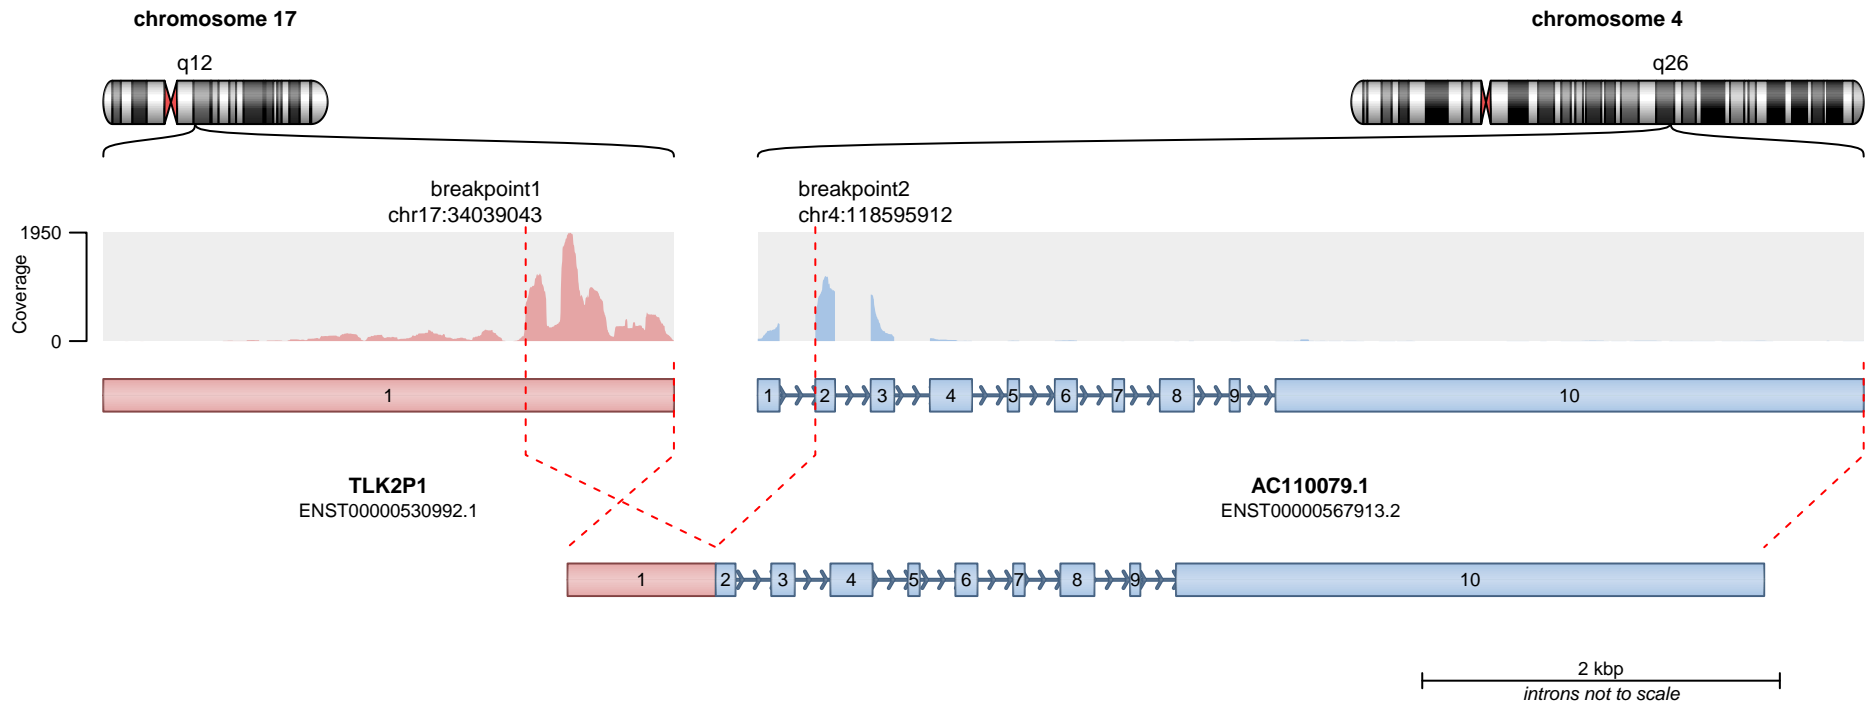 chromosome 17
chromosome 4
q12
q26
breakpoint1
chr17:34039043
breakpoint2
chr4:118595912
1950
Coverage
0
1
1 2 3 4 5 6 7 8 9 10
TLK2P1
ENST00000530992.1
AC110079.1
ENST00000567913.2
1 2 3 4 5 6 7 8 9 10
2 kbp
introns not to scale